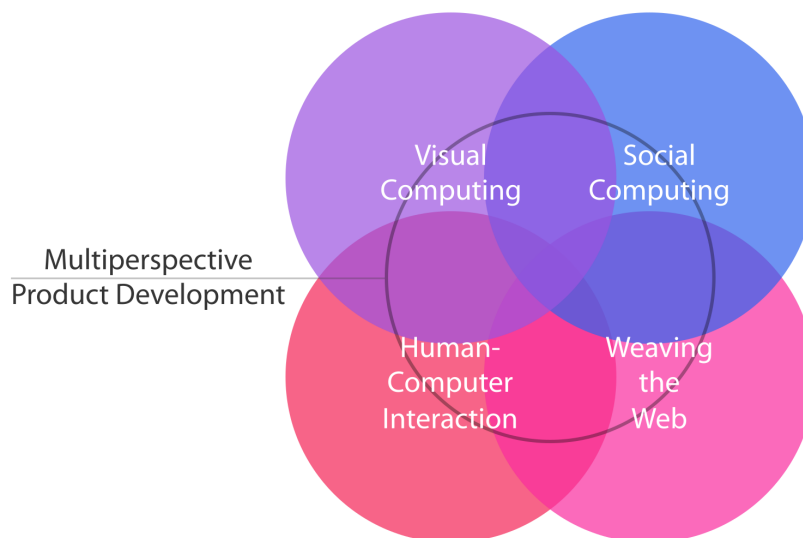 Visual
Computing
Social
Computing
Multiperspective
Product Development
Human-
Computer
Interaction
Weaving
the
Web